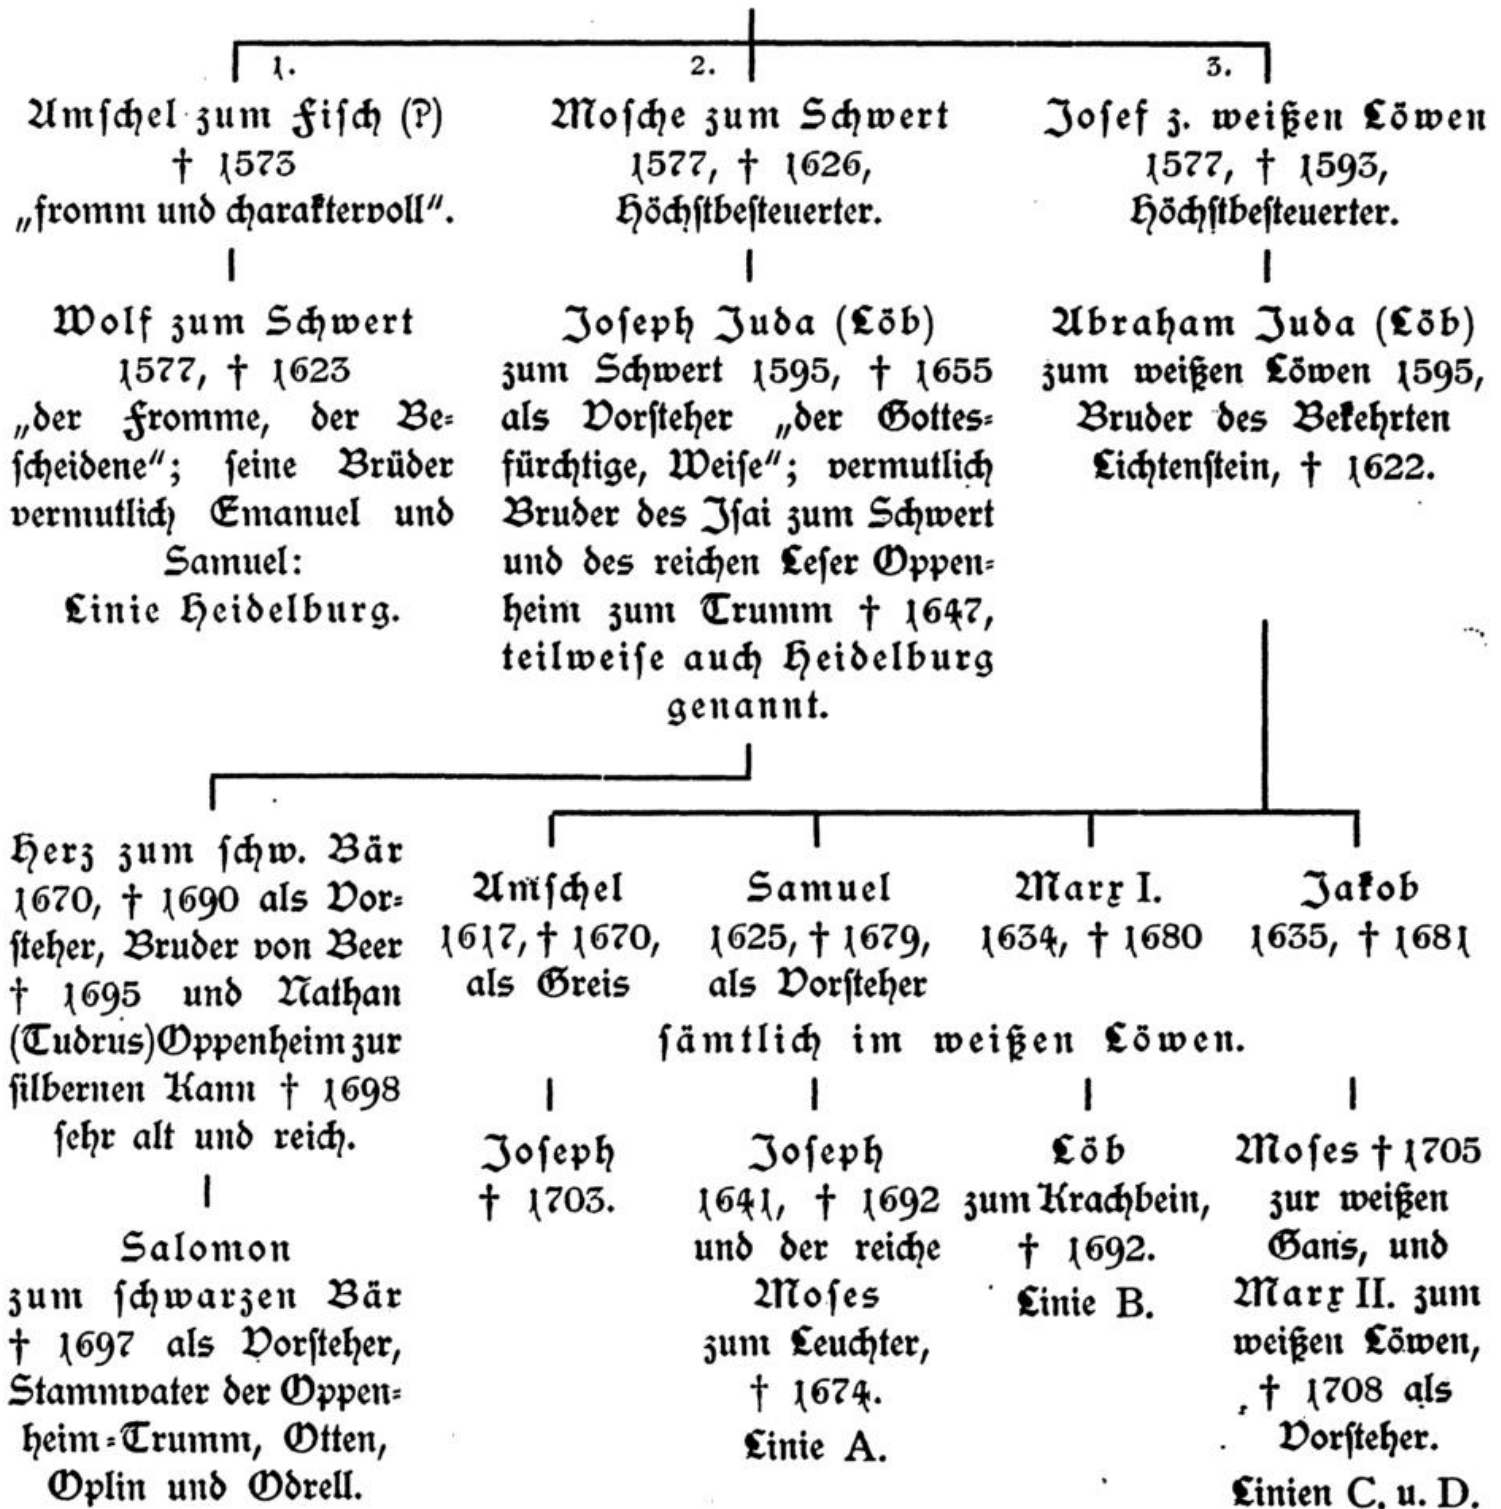 1.
Amschel zum Fisch (?)
† 1573
„fromm und charaktervoll“.
2.
Mosche zum Schwert
1577, † 1626,
Höchstbesteuerter.
3.
Josef z. weißen Löwen
1577, † 1593,
Höchstbesteuerter.
Wolf zum Schwert
1577, † 1623
„der Fromme, der Be-
scheidene“; seine Brüder
vermutlich Emanuel und
Samuel:
Linie Heidelburg.
Joseph Juda (Löb)
zum Schwert 1595, † 1655
als Vorsteher „der Gottes-
fürchtige, Weise“; vermutlich
Bruder des Isai zum Schwert
und des reichen Leser Oppen-
heim zum Trumm † 1647,
teilweise auch Heidelburg
genannt.
Abraham Juda (Löb)
zum weißen Löwen 1595,
Bruder des Bekehrten
Lichtenstein, † 1622.
Herz zum schw. Bär
1670, † 1690 als Vor-
steher, Bruder von Beer
† 1695 und Nathan
(Tudrus) Oppenheim zur
silbernen Kann † 1698
sehr alt und reich.
Amschel
1617, † 1670,
als Greis
Samuel
1625, † 1679,
als Vorsteher
Marx I.
1634, † 1680
Jakob
1635, † 1681
sämtlich im weißen Löwen.
Salomon
zum schwarzen Bär
† 1697 als Vorsteher,
Stammvater der Oppen-
heim-Trumm, Otten,
Oplin und Odrell.
Joseph
† 1703.
Joseph
1641, † 1692
und der reiche
Moses
zum Leuchter,
† 1674.
Linie A.
Löb
zum Krachbein,
† 1692.
Linie B.
Moses † 1705
zur weißen
Gans, und
Marx II. zum
weißen Löwen,
† 1708 als
Vorsteher.
Linien C. u. D.